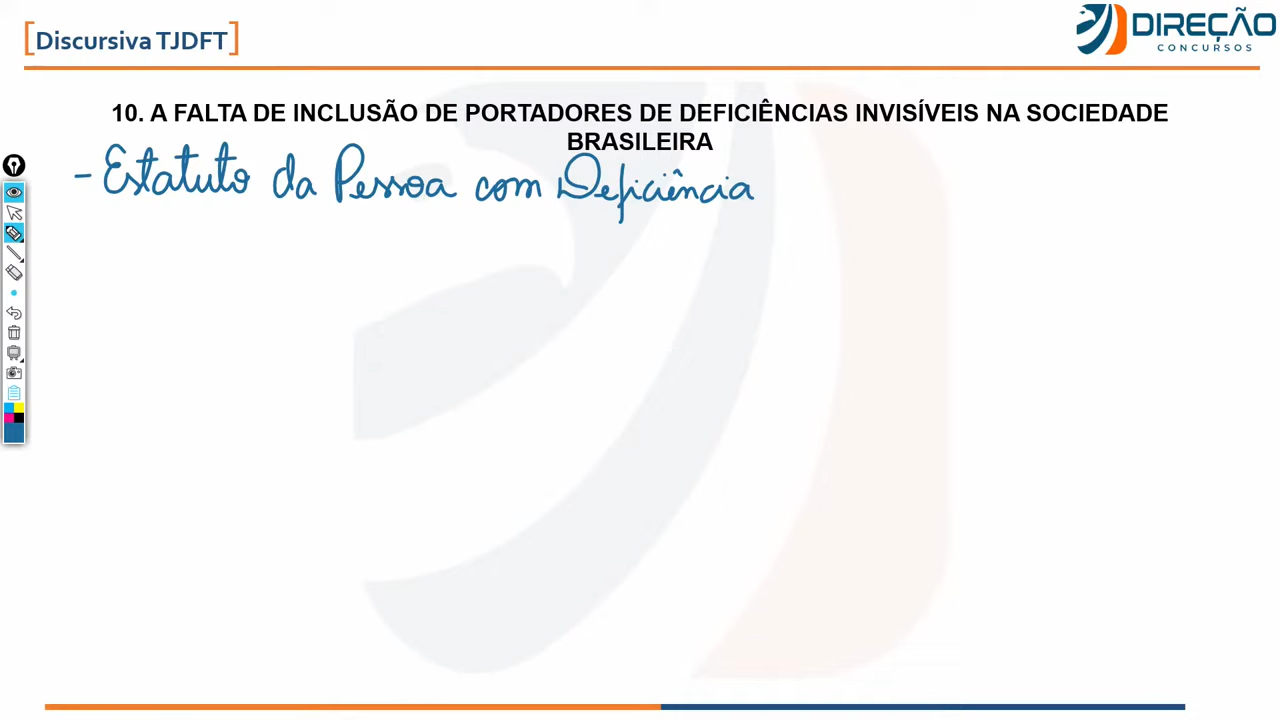 [Discursiva TJDFT]
DIREÇÃO
CONCURSOS
10. A FALTA DE INCLUSÃO DE PORTADORES DE DEFICIÊNCIAS INVISÍVEIS NA SOCIEDADE
BRASILEIRA
- Estatuto da Pessoa com Deficiência